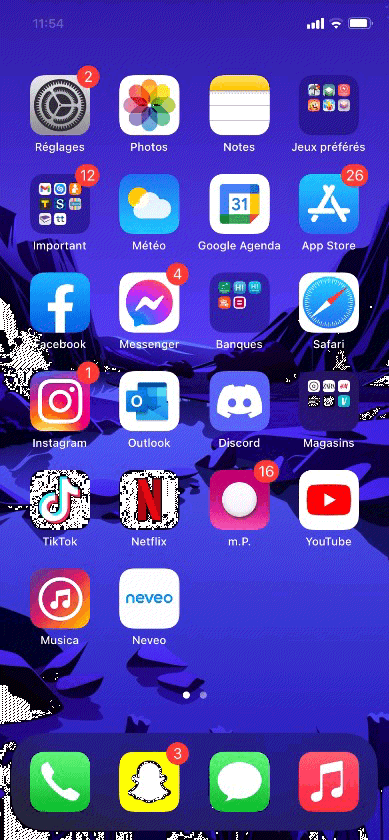 11:54
2
Réglages Photos Notes Jeux préférés
12 31 26
Important Météo Google Agenda App Store
4
acebook Messenger Banques Safari
1
Instagram Outlook Discord Magasins
16
TikTok Netflix m.P. YouTube
neveo
Musica Neveo
3